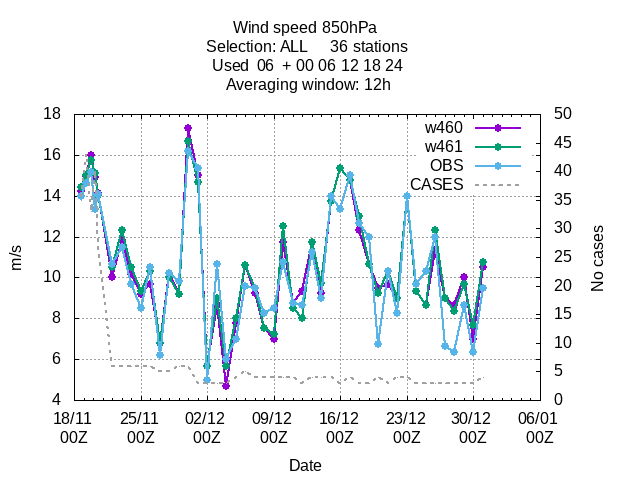 Wind speed 850hPa
Selection: ALL 36 stations
Used 06 + 00 06 12 18 24
Averaging window: 12h
w460
w461
OBS
CASES
m/s
18
16
14
12
10
8
6
4
No cases
50
45
40
35
30
25
20
15
10
5
0
18/11 25/11 02/12 09/12 16/12 23/12 30/12 06/01
00Z 00Z 00Z 00Z 00Z 00Z 00Z 00Z
Date